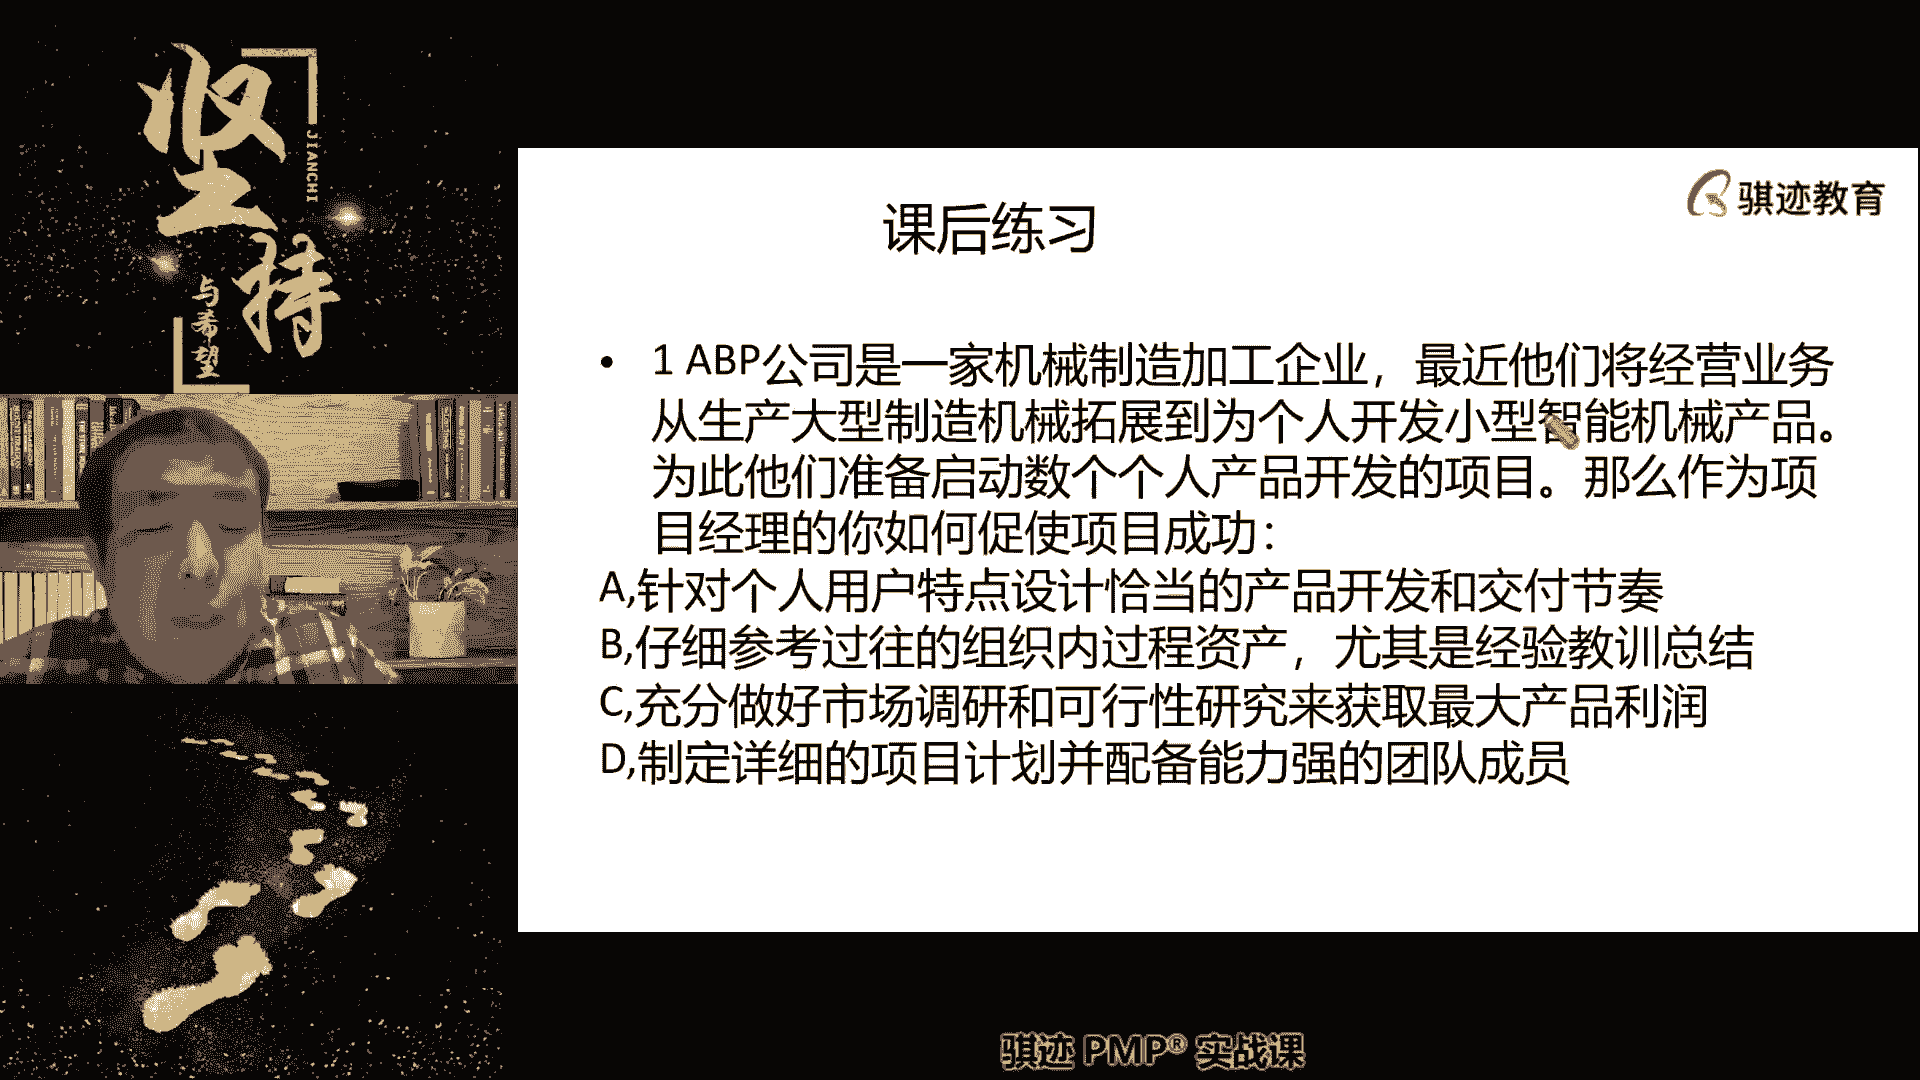 坚持
JIANCHI
与希望
骐迹教育
课后练习
• 1 ABP公司是一家机械制造加工企业，最近他们将经营业务
从生产大型制造机械拓展到为个人开发小型智能机械产品。
为此他们准备启动数个个人产品开发的项目。那么作为项
目经理的你如何促使项目成功：
A,针对个人用户特点设计恰当的产品开发和交付节奏
B,仔细参考过往的组织内过程资产，尤其是经验教训总结
C,充分做好市场调研和可行性研究来获取最大产品利润
D,制定详细的项目计划并配备能力强的团队成员
骐迹 PMP® 实战课